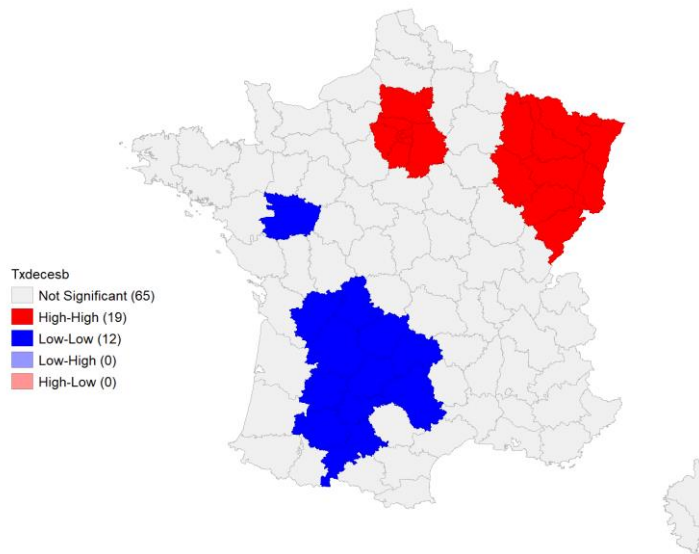 Txdecesb
Not Significant (65)
High-High (19)
Low-Low (12)
Low-High (0)
High-Low (0)